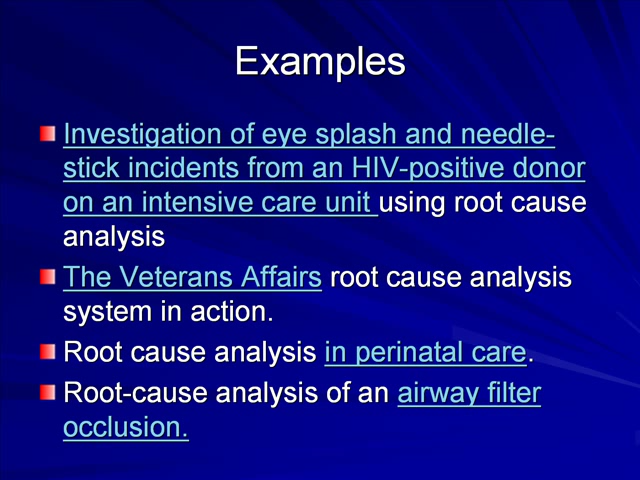 Examples
Investigation of eye splash and needle-
stick incidents from an HIV-positive donor
on an intensive care unit using root cause
analysis
The Veterans Affairs root cause analysis
system in action.
Root cause analysis in perinatal care.
Root-cause analysis of an airway filter
occlusion.